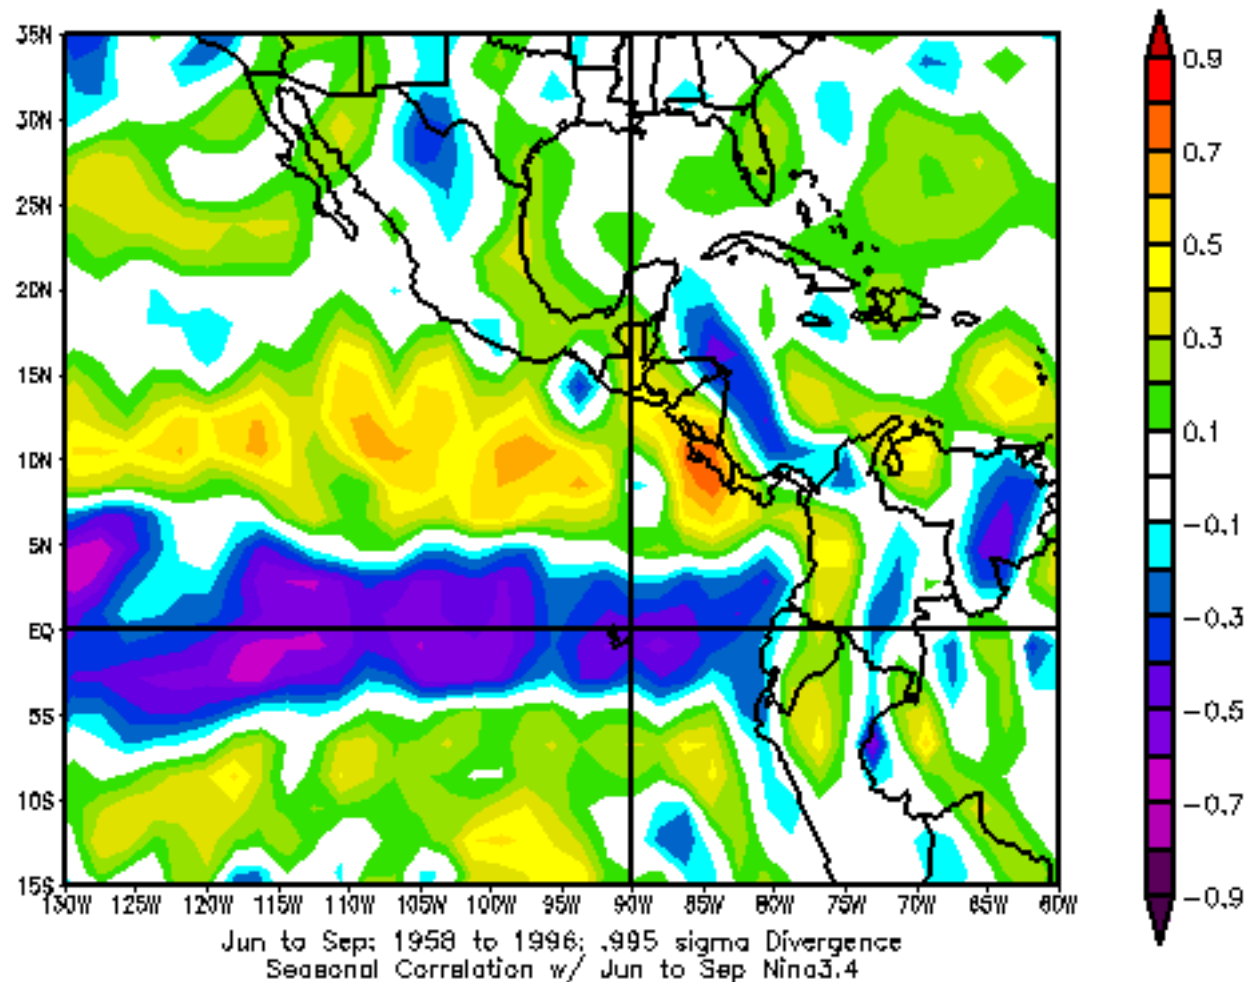 35N
30N
25N
20N
15N
10N
5N
EQ
5S
10S
15S
130W 125W 120W 115W 110W 105W 100W 95W 90W 85W 80W 75W 70W 65W 60W
0.9
0.7
0.5
0.3
0.1
-0.1
-0.3
-0.5
-0.7
-0.9
Jun to Sep: 1958 to 1996: .995 sigma Divergence
Seasonal Correlation w/ Jun to Sep Nina3.4